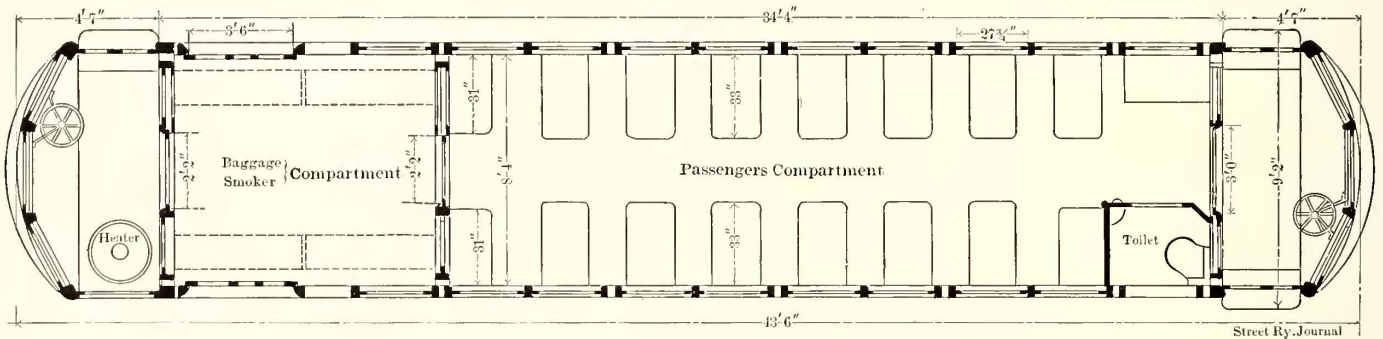 4'7" 34'4" 4'7"
3'6" 27¾"
31" 33"
2'2" Baggage Smoker } Compartment 2'2" 8'4" Passengers Compartment 3'0" 9'2"
31" 33"
Heater Toilet
43'6"
Street Ry. Journal